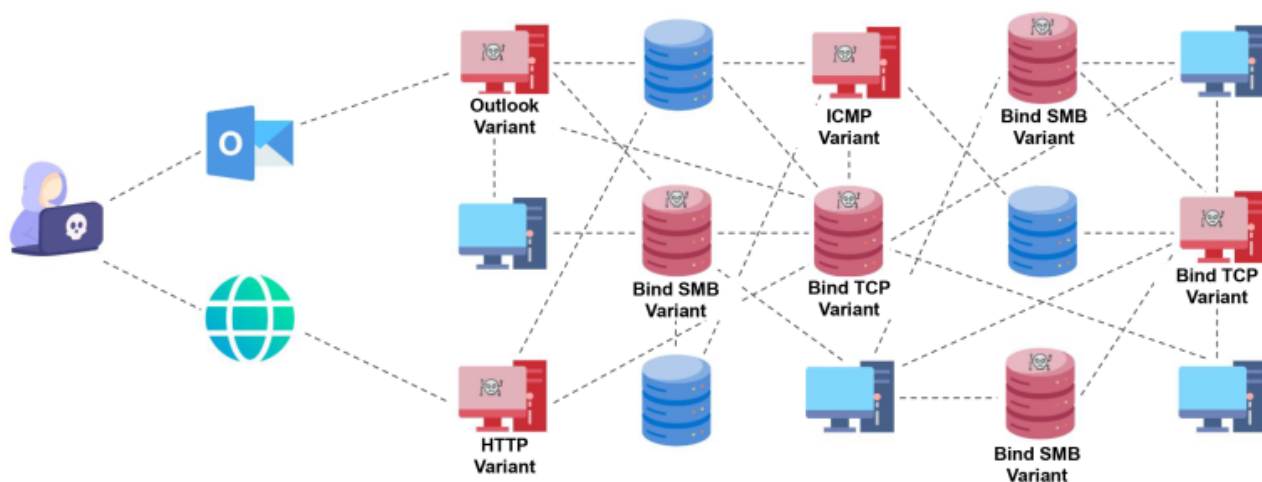 Outlook
Variant
ICMP
Variant
Bind SMB
Variant
O
Bind SMB
Variant
Bind TCP
Variant
Bind TCP
Variant
HTTP
Variant
Bind SMB
Variant